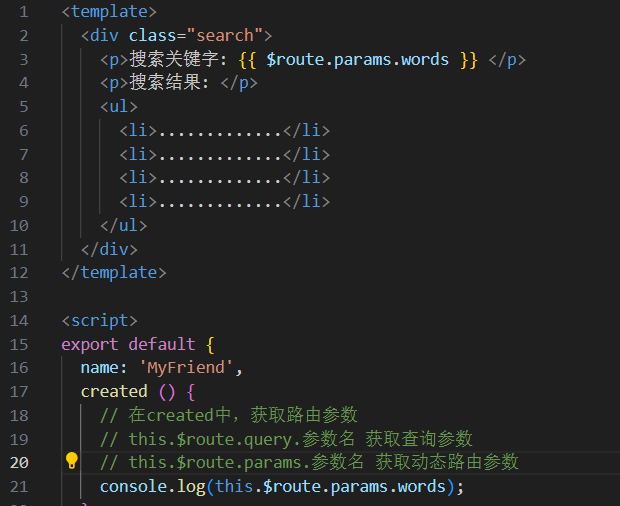 1 <template>
2 <div class="search">
3 <p>搜索关键字: {{ $route.params.words }} </p>
4 <p>搜索结果: </p>
5 <ul>
6 <li>.............</li>
7 <li>.............</li>
8 <li>.............</li>
9 <li>.............</li>
10 </ul>
11 </div>
12 </template>
13
14 <script>
15 export default {
16 name: 'MyFriend',
17 created () {
18 // 在created中, 获取路由参数
19 // this.$route.query.参数名 获取查询参数
20 // this.$route.params.参数名 获取动态路由参数
21 console.log(this.$route.params.words);